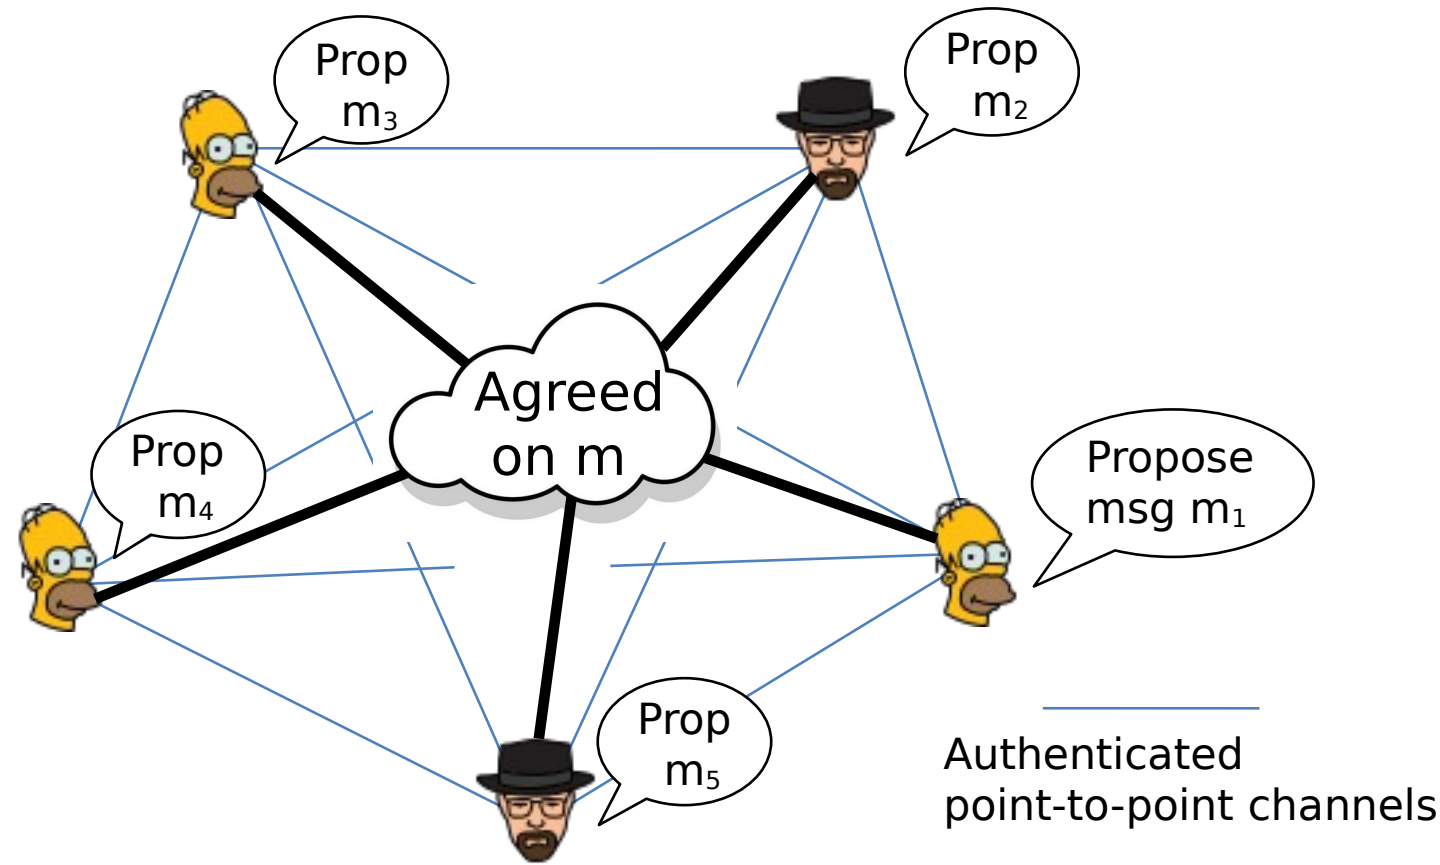 Prop
m₃
Prop
m₂
Agreed
on m
Prop
m₄
Propose
msg m₁
Prop
m₅
Authenticated
point-to-point channels